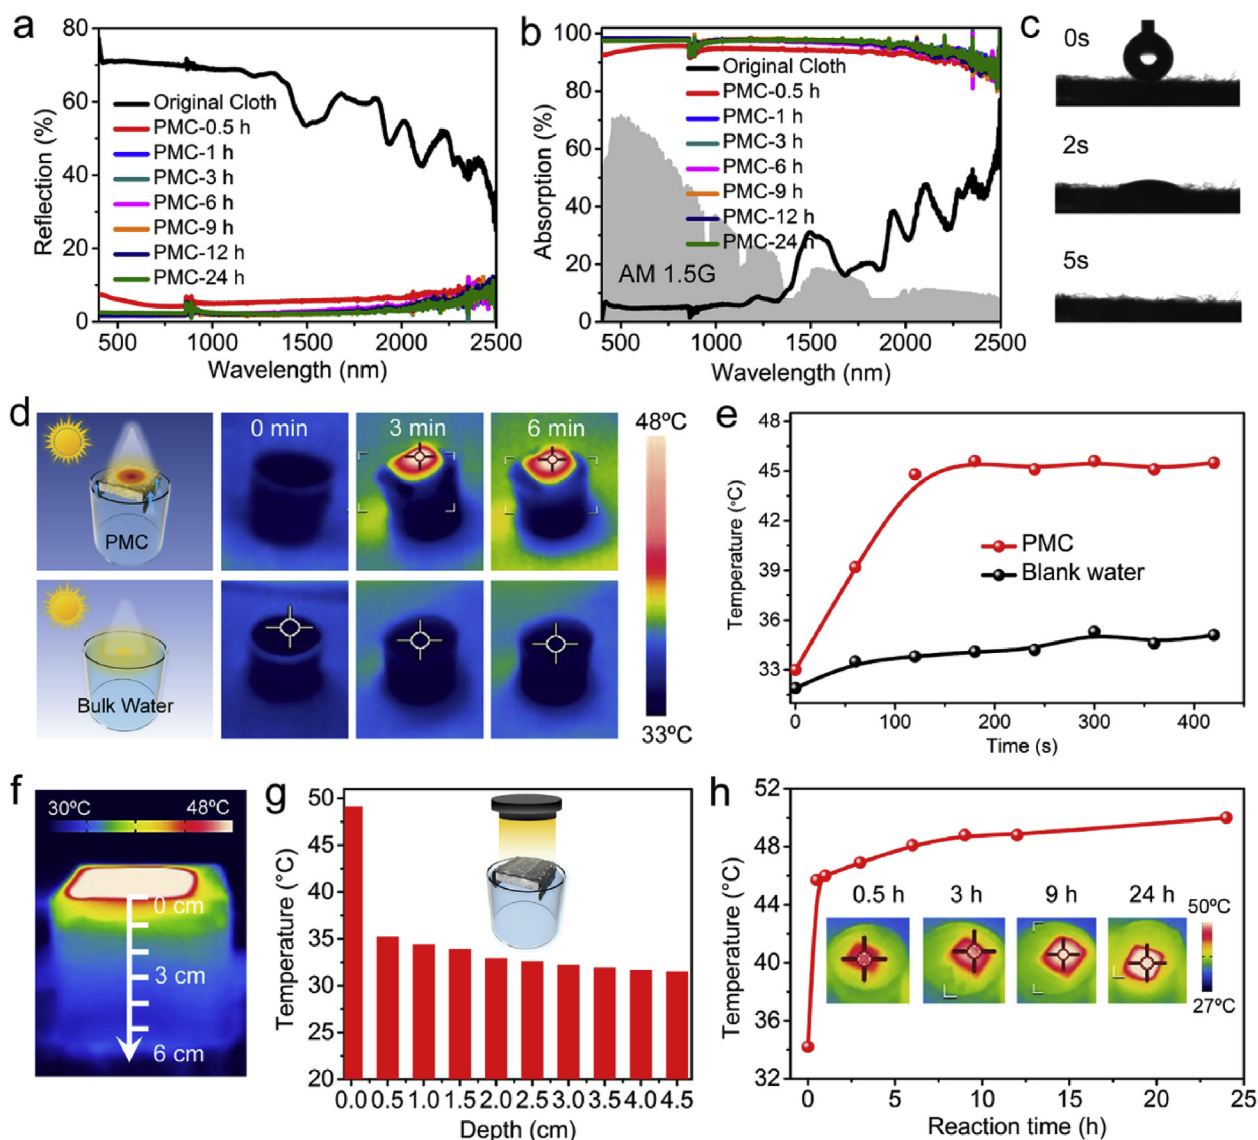 a
80
70
60
50
40
30
20
10
0
Reflection (%)
Original Cloth
PMC-0.5 h
PMC-1 h
PMC-3 h
PMC-6 h
PMC-9 h
PMC-12 h
PMC-24 h
500 1000 1500 2000 2500
Wavelength (nm)
b
100
80
60
40
20
0
Absorption (%)
Original Cloth
PMC-0.5 h
PMC-1 h
PMC-3 h
PMC-6 h
PMC-9 h
PMC-12 h
PMC-24 h
AM 1.5G
500 1000 1500 2000 2500
Wavelength (nm)
c
0s
2s
5s
d
PMC
0 min 3 min 6 min
48ºC
Bulk Water
33ºC
e
48
45
42
39
36
33
Temperature (°C)
PMC
Blank water
0 100 200 300 400
Time (s)
f
30ºC 48ºC
0 cm
3 cm
6 cm
g
50
45
40
35
30
25
20
Temperature (°C)
0.0 0.5 1.0 1.5 2.0 2.5 3.0 3.5 4.0 4.5
Depth (cm)
h
52
48
44
40
36
32
Temperature (°C)
0.5 h 3 h 9 h 24 h
50ºC
27ºC
0 5 10 15 20 25
Reaction time (h)